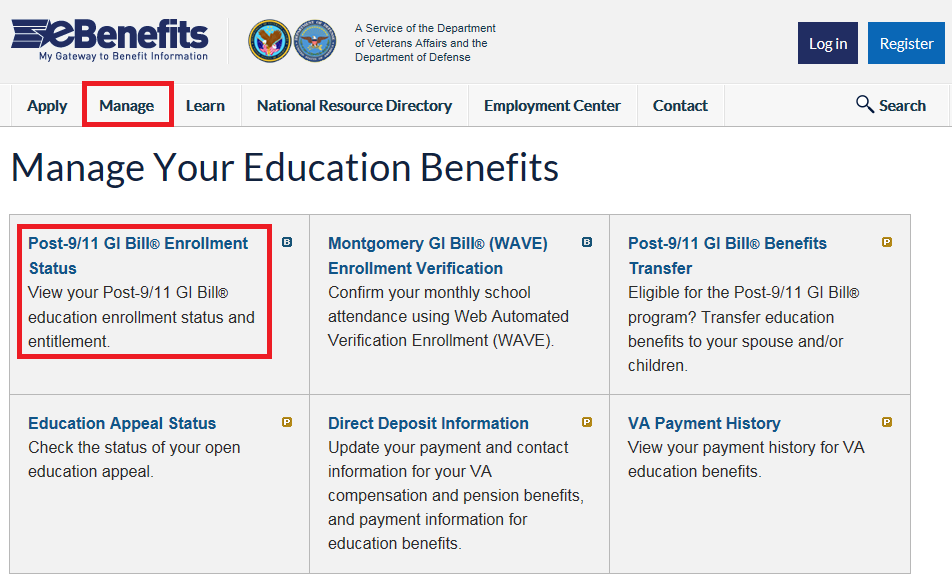 eBenefits
My Gateway to Benefit Information
A Service of the Department
of Veterans Affairs and the
Department of Defense
Log in
Register
Apply
Manage
Learn
National Resource Directory
Employment Center
Contact
Search
Manage Your Education Benefits
Post-9/11 GI Bill® Enrollment
Status
B
View your Post-9/11 GI Bill®
education enrollment status and
entitlement.
Montgomery GI Bill® (WAVE)
Enrollment Verification
B
Confirm your monthly school
attendance using Web Automated
Verification Enrollment (WAVE).
Post-9/11 GI Bill® Benefits
Transfer
P
Eligible for the Post-9/11 GI Bill®
program? Transfer education
benefits to your spouse and/or
children.
Education Appeal Status
P
Check the status of your open
education appeal.
Direct Deposit Information
P
Update your payment and contact
information for your VA
compensation and pension benefits,
and payment information for
education benefits.
VA Payment History
P
View your payment history for VA
education benefits.